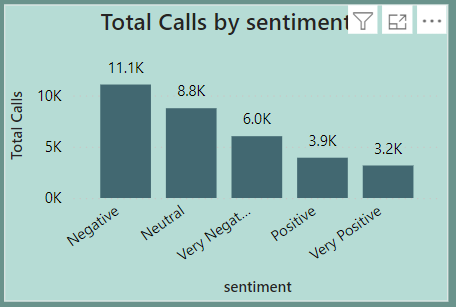 Total Calls by sentiment
Total Calls
10K
5K
0K
11.1K
8.8K
6.0K
3.9K
3.2K
Negative
Neutral
Very Negat...
Positive
Very Positive
sentiment